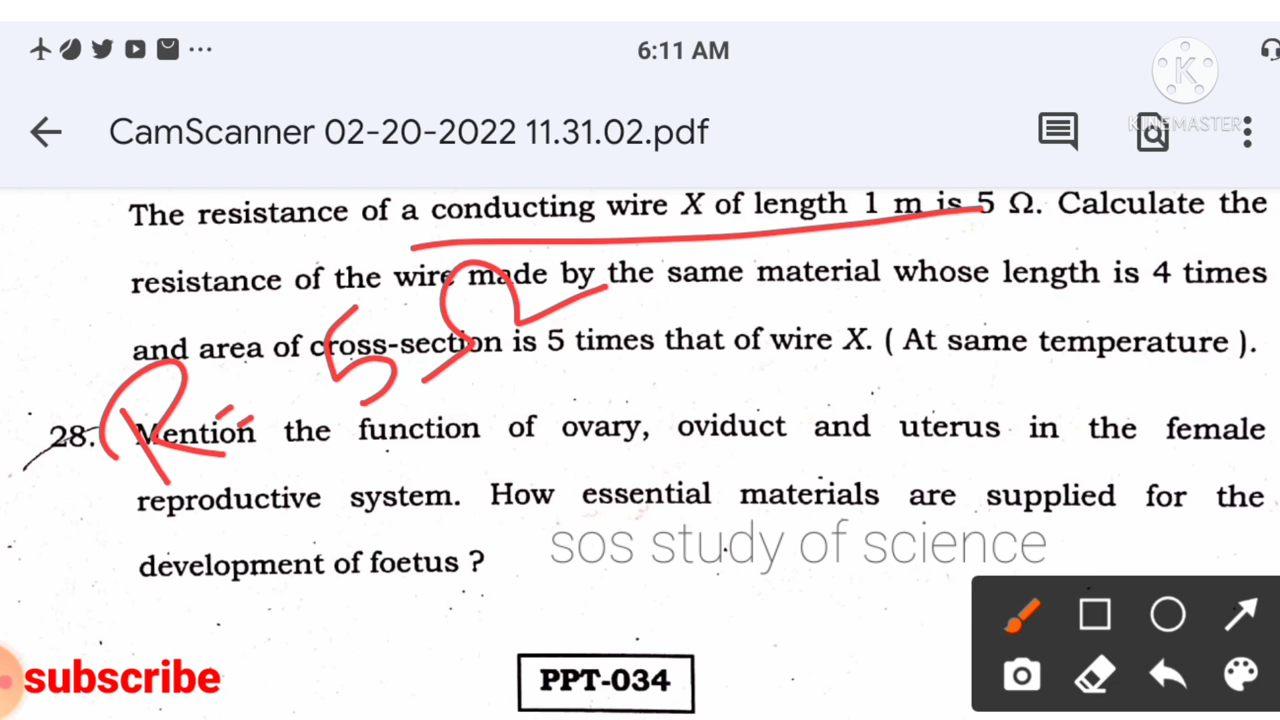 6:11 AM
CamScanner 02-20-2022 11.31.02.pdf
K
KINEMASTER
The resistance of a conducting wire X of length 1 m is 5 Ω. Calculate the
resistance of the wire made by the same material whose length is 4 times
and area of cross-section is 5 times that of wire X. ( At same temperature ).
R = 5 Ω
28. Mention the function of ovary, oviduct and uterus in the female
reproductive system. How essential materials are supplied for the
development of foetus ?
sos study of science
subscribe
PPT-034